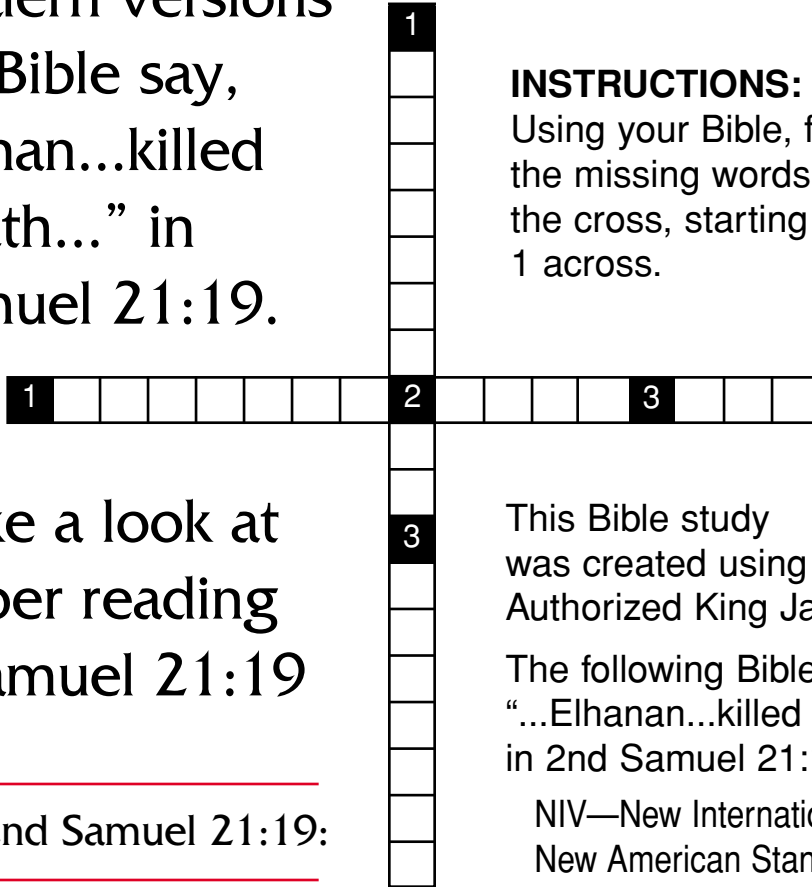 dern versions
Bible say,
nan...killed
th...” in
uel 21:19.
1
INSTRUCTIONS:
Using your Bible, f
the missing words
the cross, starting
1 across.
1
2
3
3
ke a look at
per reading
amuel 21:19
nd Samuel 21:19:
This Bible study
was created using
Authorized King Ja
The following Bible
“...Elhanan...killed
in 2nd Samuel 21:
NIV—New Internatio
New American Stan